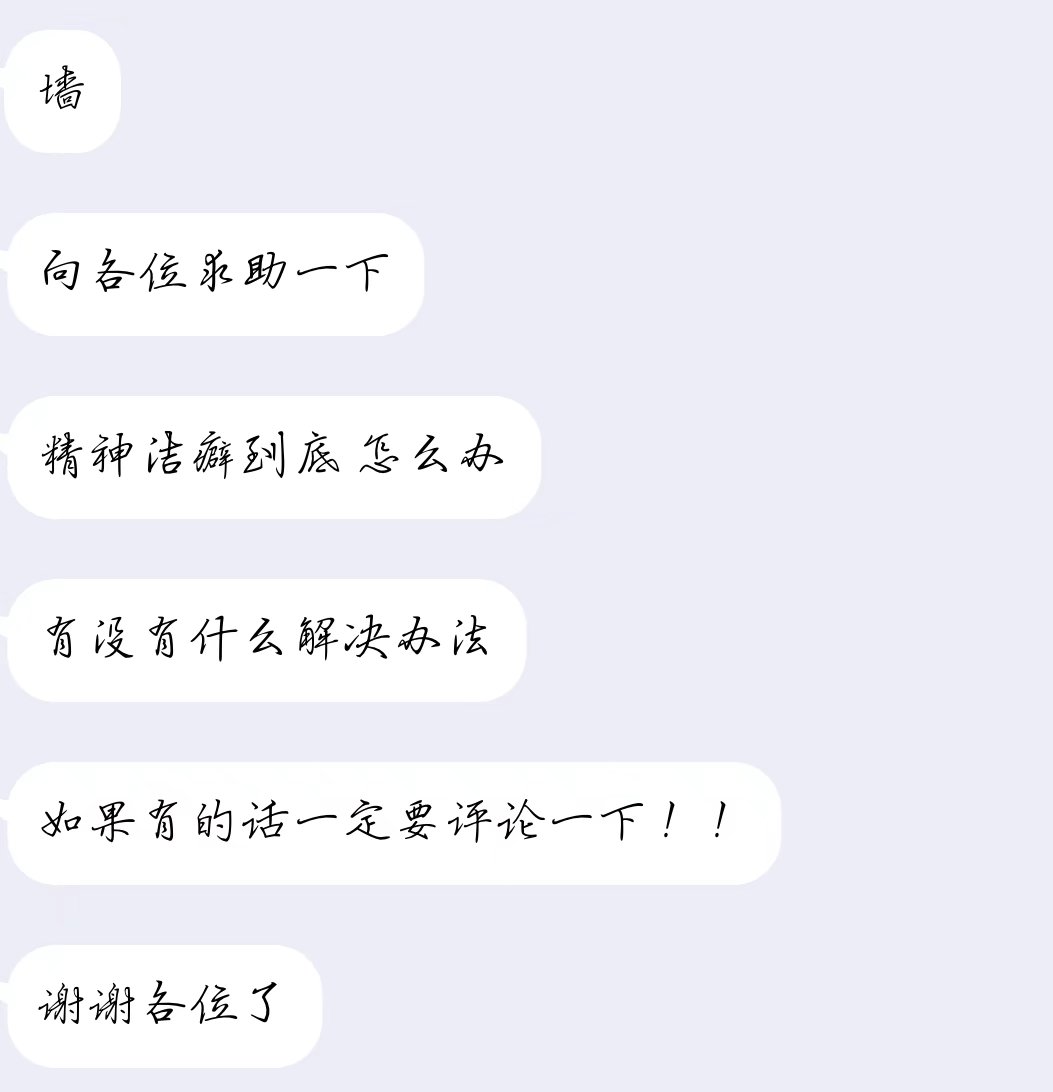 墙
向各位求助一下
精神洁癖到底 怎么办
有没有什么解决办法
如果有的话一定要评论一下！！
谢谢各位了